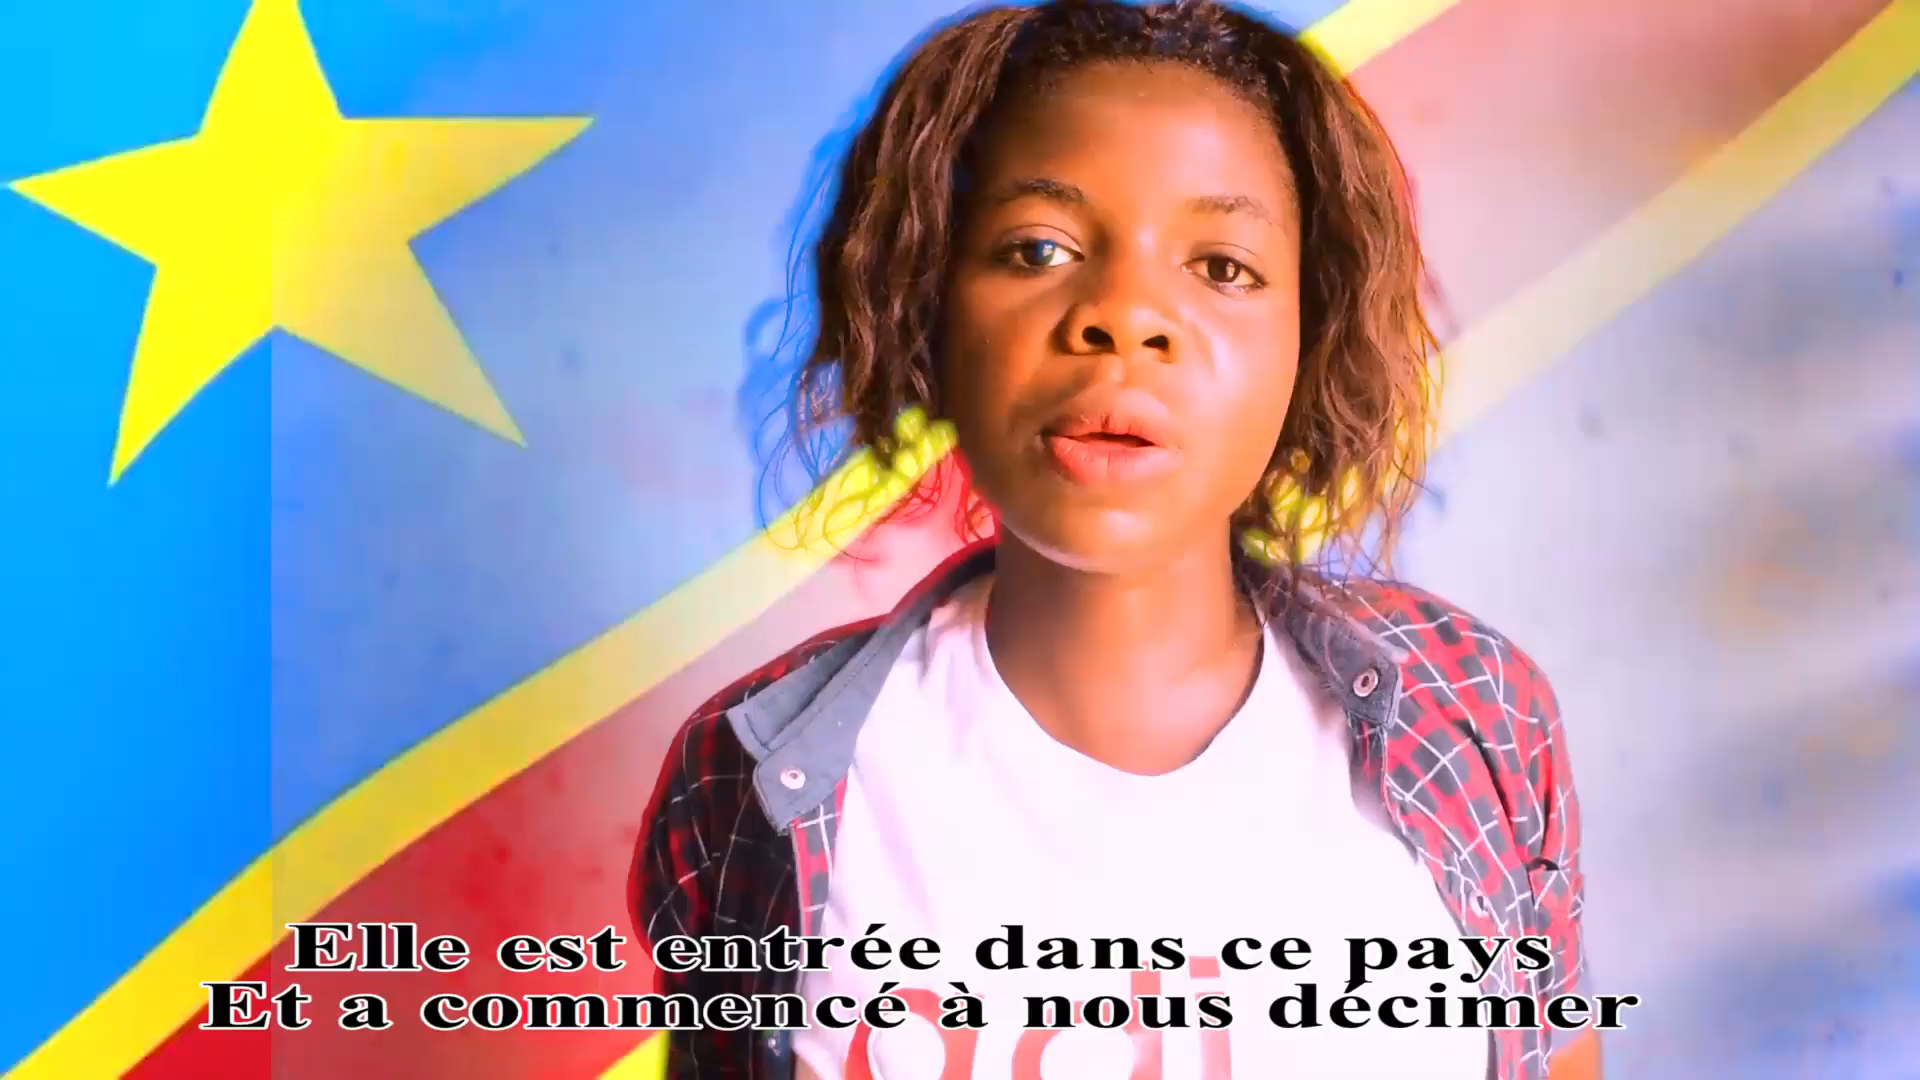 Elle est entrée dans ce pays
Et a commencé à nous décimer